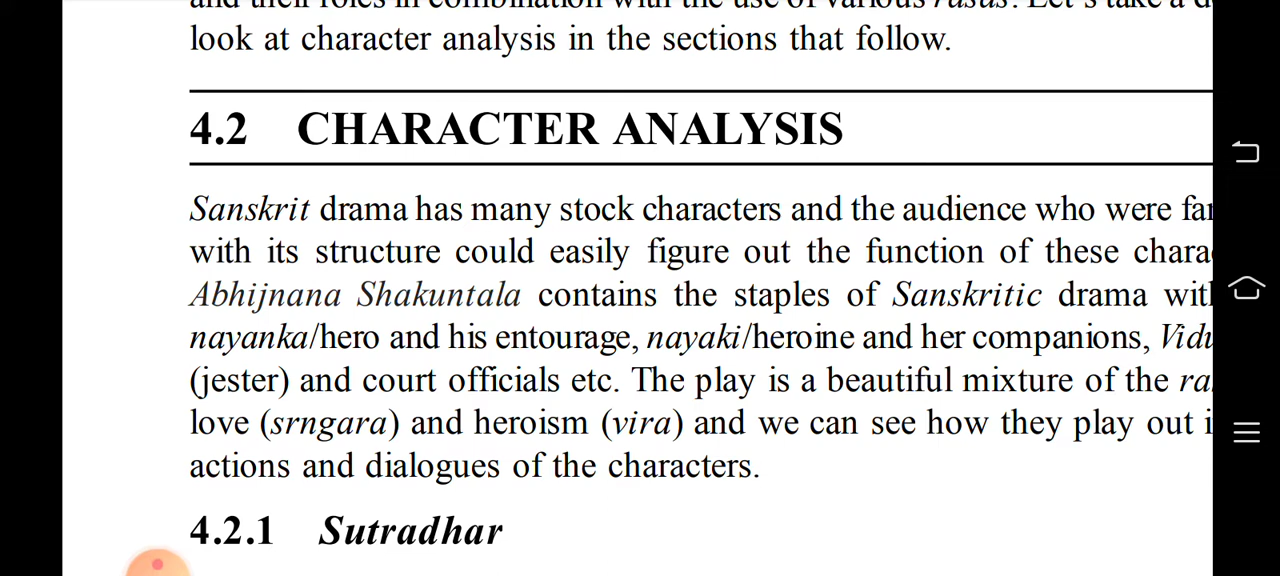 look at character analysis in the sections that follow.
4.2 CHARACTER ANALYSIS
Sanskrit drama has many stock characters and the audience who were
with its structure could easily figure out the function of these
Abhijnana Shakuntala contains the staples of Sanskritic drama
nayanka/hero and his entourage, nayaki/heroine and her companions,
(jester) and court officials etc. The play is a beautiful mixture of the
love (srngara) and heroism (vira) and we can see how they play out
actions and dialogues of the characters.
4.2.1 Sutradhar